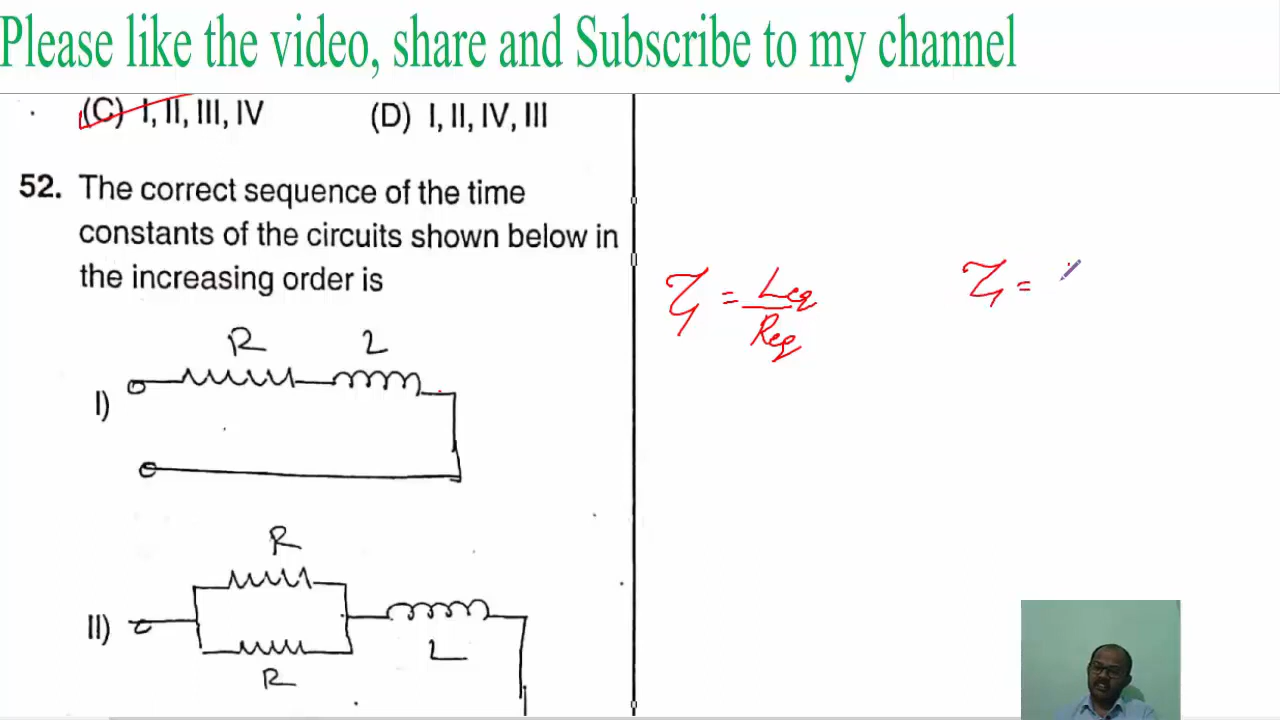 Please like the video, share and Subscribe to my channel
(C) I, II, III, IV (D) I, II, IV, III
52. The correct sequence of the time
constants of the circuits shown below in
the increasing order is
R L
I)
R
II)
R
L
τ = Leq / Req
τ =